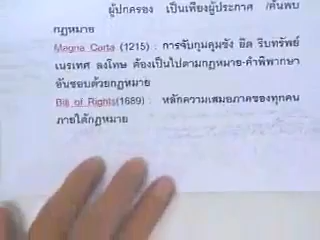 ผู้ปกครอง เป็นเพียงผู้ประกาศ /ค้นพบ
กฎหมาย
Magna Carta (1215) : การจับกุมคุมขัง ยึด ริบทรัพย์
เนรเทศ ลงโทษ ต้องเป็นไปตามกฎหมาย-คำพิพากษา
อันชอบด้วยกฎหมาย
Bill of Rights(1689) : หลักความเสมอภาคของทุกคน
ภายใต้กฎหมาย